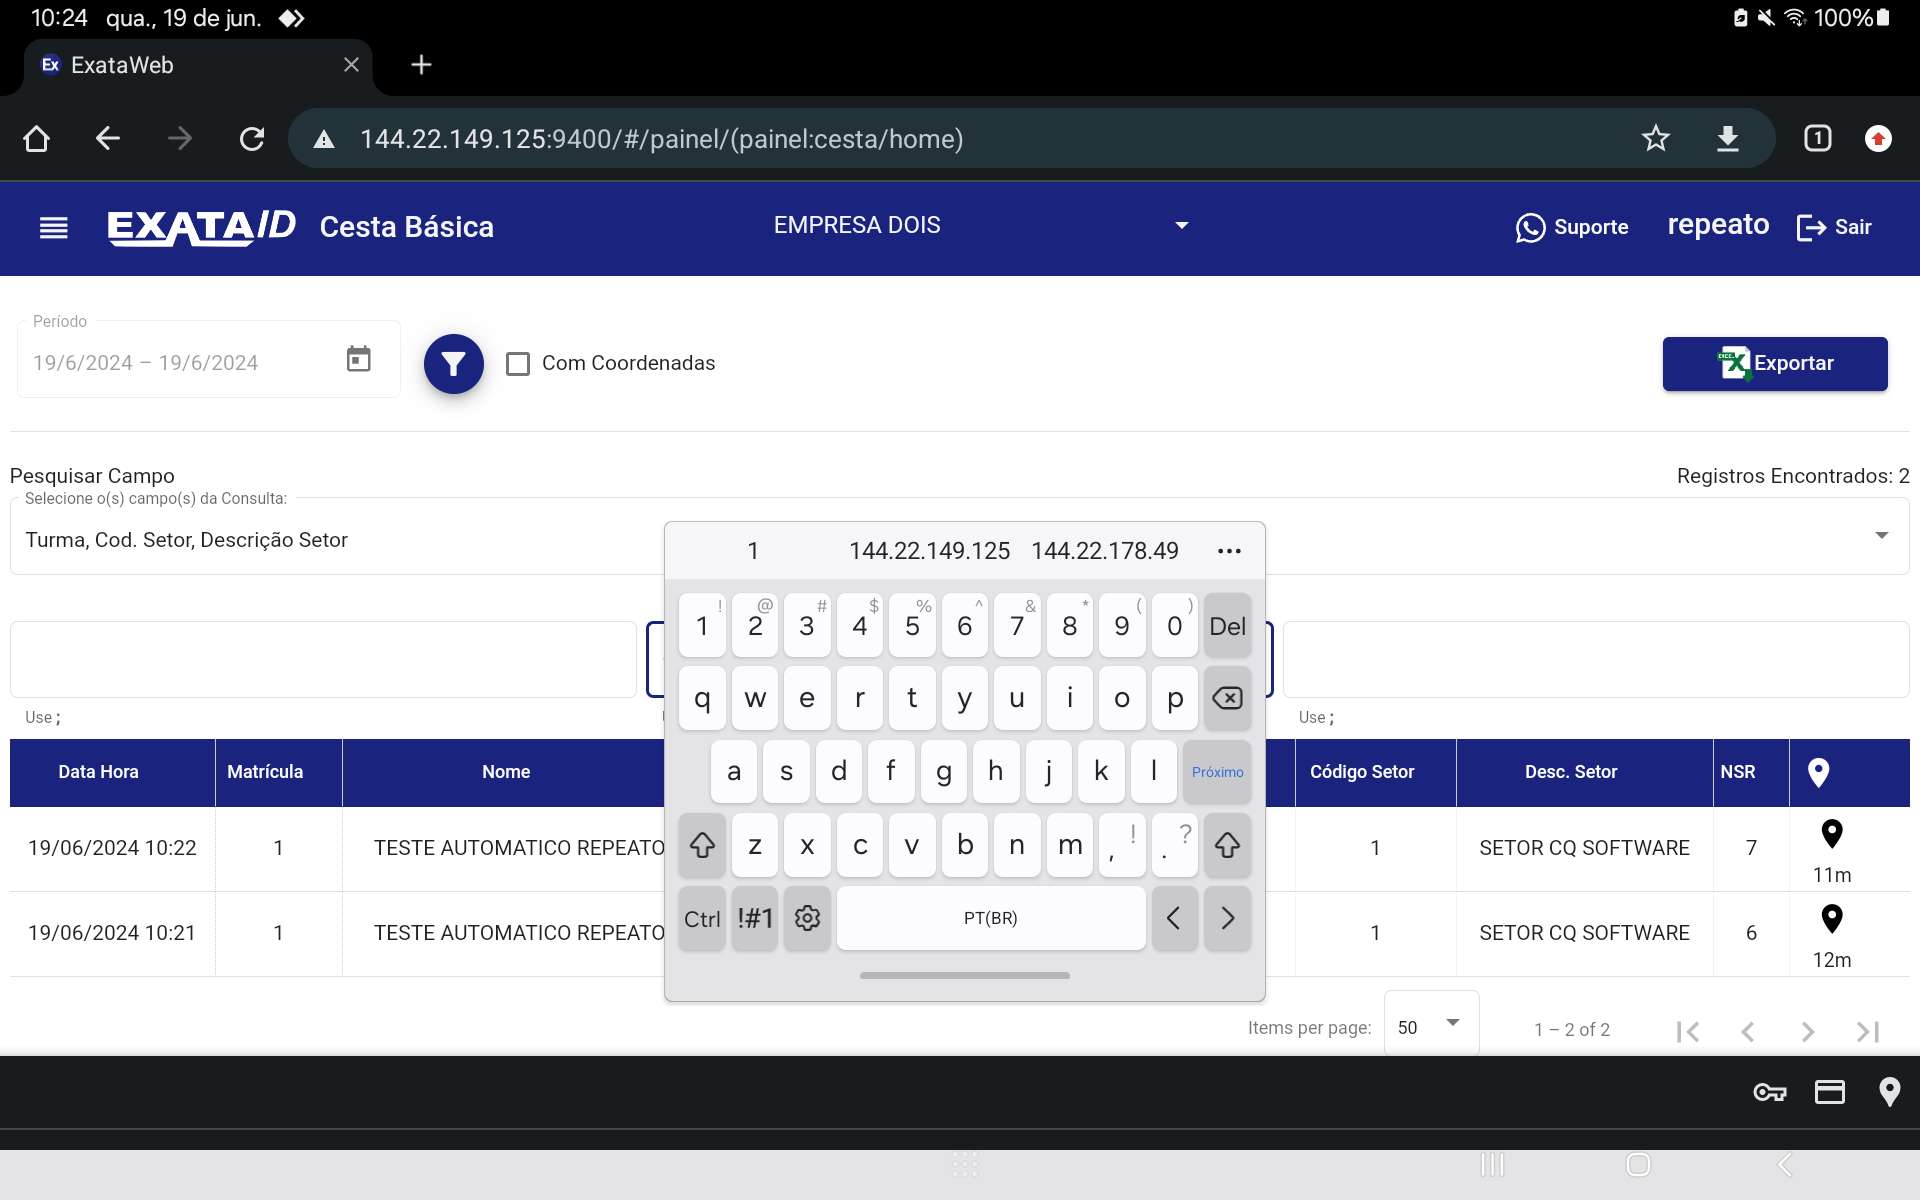 10:24 qua., 19 de jun. 100%
Ex ExataWeb
144.22.149.125:9400/#/painel/(painel:cesta/home) 1
EXATA ID Cesta Básica EMPRESA DOIS Suporte repeato Sair
Período
19/6/2024 – 19/6/2024 Com Coordenadas Exportar
Pesquisar Campo Registros Encontrados: 2
Selecione o(s) campo(s) da Consulta:
Turma, Cod. Setor, Descrição Setor
1 144.22.149.125 144.22.178.49 •••
! @ # $ % ^ & * ( )
1 2 3 4 5 6 7 8 9 0 Del
q w e r t y u i o p
Use ; Use ;
a s d f g h j k l Próximo
Data Hora Matrícula Nome Código Setor Desc. Setor NSR
z x c v b n m , ! . ?
19/06/2024 10:22 1 TESTE AUTOMATICO REPEATO 1 SETOR CQ SOFTWARE 7
11m
Ctrl !#1 PT(BR) < >
19/06/2024 10:21 1 TESTE AUTOMATICO REPEATO 1 SETOR CQ SOFTWARE 6
12m
Items per page: 50 1 – 2 of 2